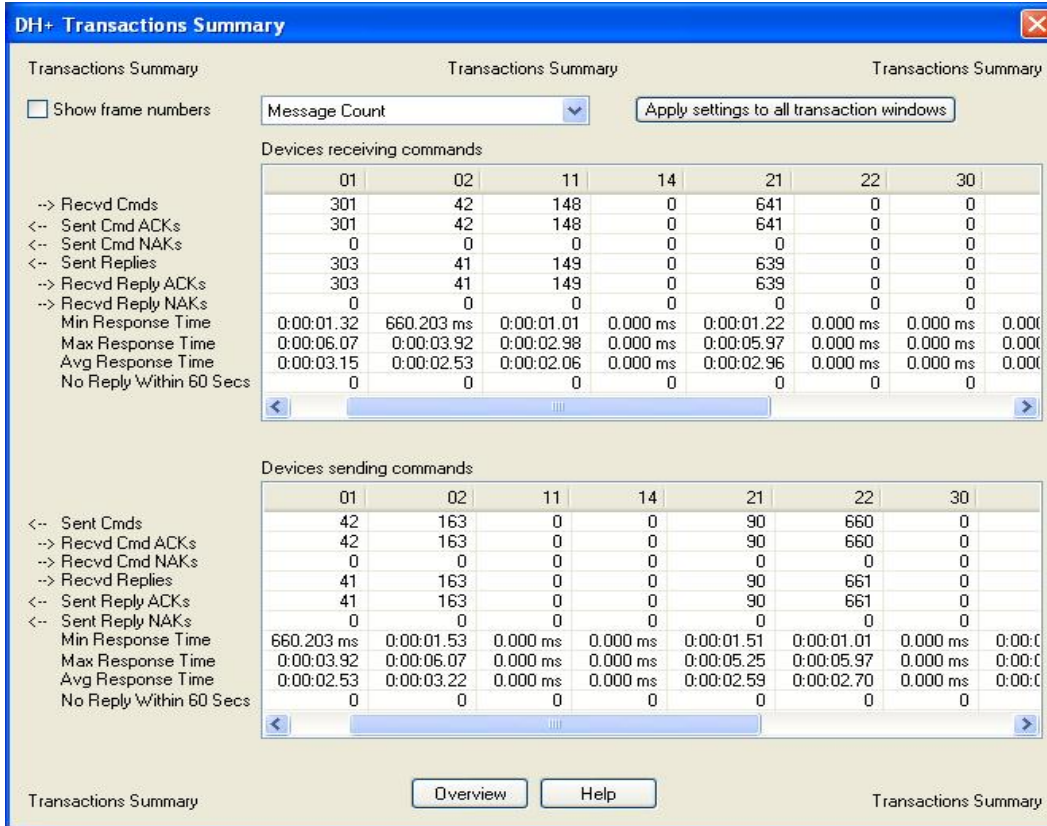 DH+ Transactions Summary
Transactions Summary Transactions Summary Transactions Summary
Show frame numbers Message Count Apply settings to all transaction windows
Devices receiving commands
01 02 11 14 21 22 30
--> Recvd Cmds 301 42 148 0 641 0 0
<-- Sent Cmd ACKs 301 42 148 0 641 0 0
<-- Sent Cmd NAKs 0 0 0 0 0 0 0
<-- Sent Replies 303 41 149 0 639 0 0
--> Recvd Reply ACKs 303 41 149 0 639 0 0
--> Recvd Reply NAKs 0 0 0 0 0 0 0
Min Response Time 0:00:01.32 660.203 ms 0:00:01.01 0.000 ms 0:00:01.22 0.000 ms 0.000 ms
Max Response Time 0:00:06.07 0:00:03.92 0:00:02.98 0.000 ms 0:00:05.97 0.000 ms 0.000 ms
Avg Response Time 0:00:03.15 0:00:02.53 0:00:02.06 0.000 ms 0:00:02.96 0.000 ms 0.000 ms
No Reply Within 60 Secs 0 0 0 0 0 0 0
Devices sending commands
01 02 11 14 21 22 30
<-- Sent Cmds 42 163 0 0 90 660 0
--> Recvd Cmd ACKs 42 163 0 0 90 660 0
--> Recvd Cmd NAKs 0 0 0 0 0 0 0
--> Recvd Replies 41 163 0 0 90 661 0
<-- Sent Reply ACKs 41 163 0 0 90 661 0
<-- Sent Reply NAKs 0 0 0 0 0 0 0
Min Response Time 660.203 ms 0:00:01.53 0.000 ms 0.000 ms 0:00:01.51 0:00:01.01 0.000 ms
Max Response Time 0:00:03.92 0:00:06.07 0.000 ms 0.000 ms 0:00:05.25 0:00:05.97 0.000 ms
Avg Response Time 0:00:02.53 0:00:03.22 0.000 ms 0.000 ms 0:00:02.59 0:00:02.70 0.000 ms
No Reply Within 60 Secs 0 0 0 0 0 0 0
Transactions Summary Overview Help Transactions Summary